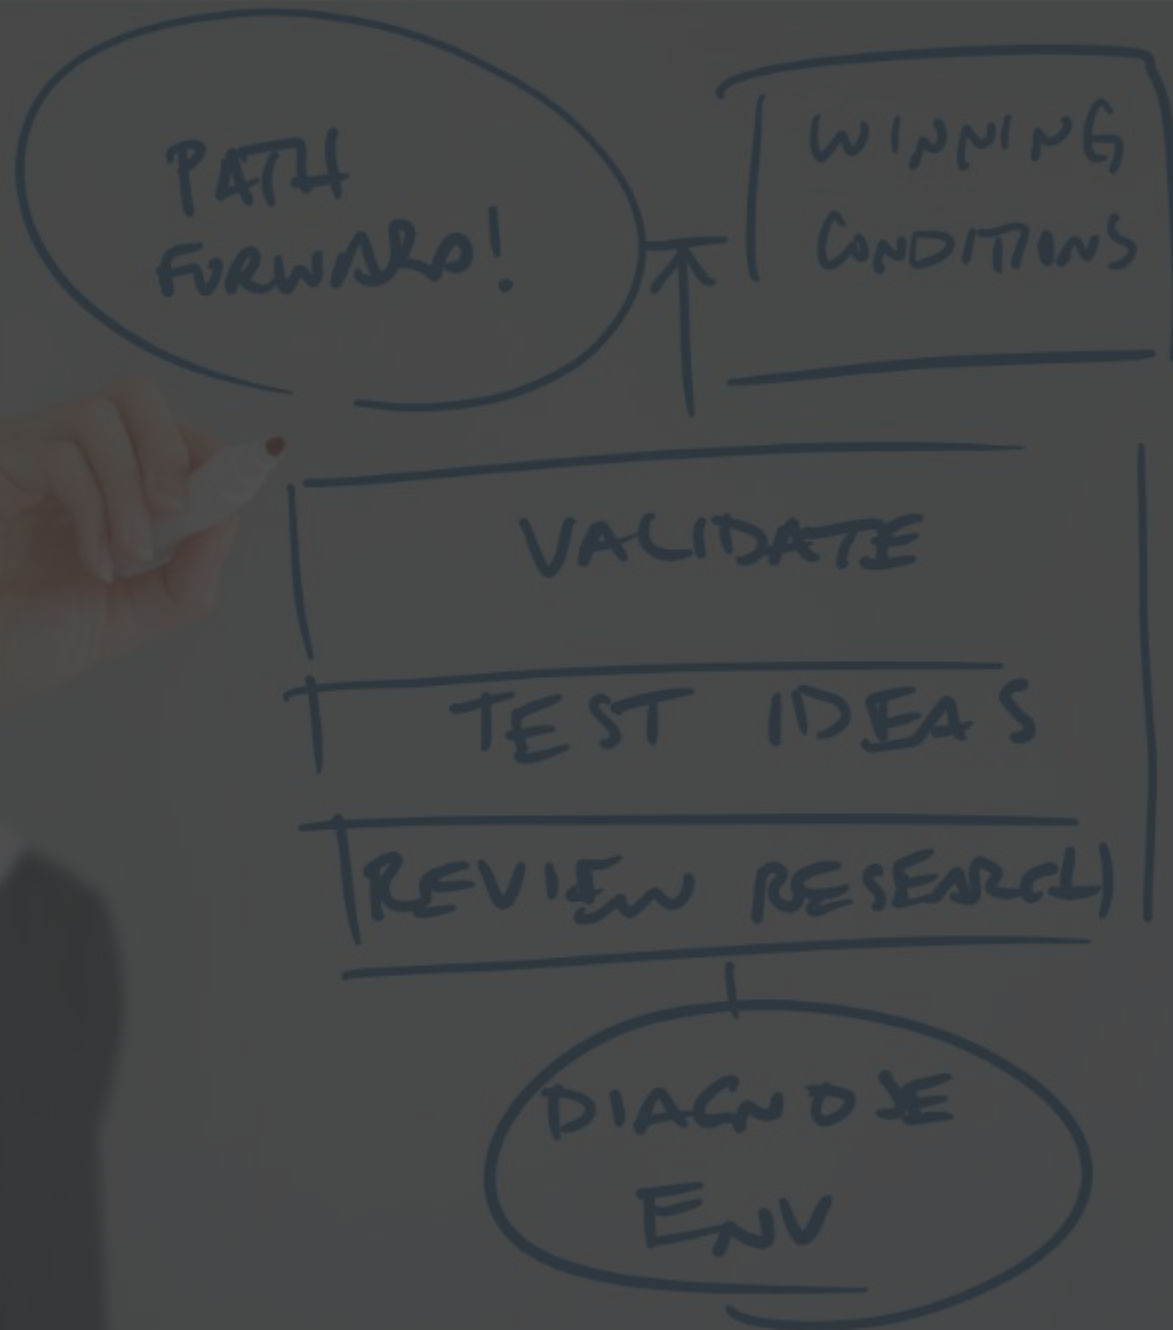 PATH
FORWARD!
WINNING
CONDITIONS
VALIDATE
TEST IDEAS
REVIEW RESEARCH
DIAGNOSE
ENV